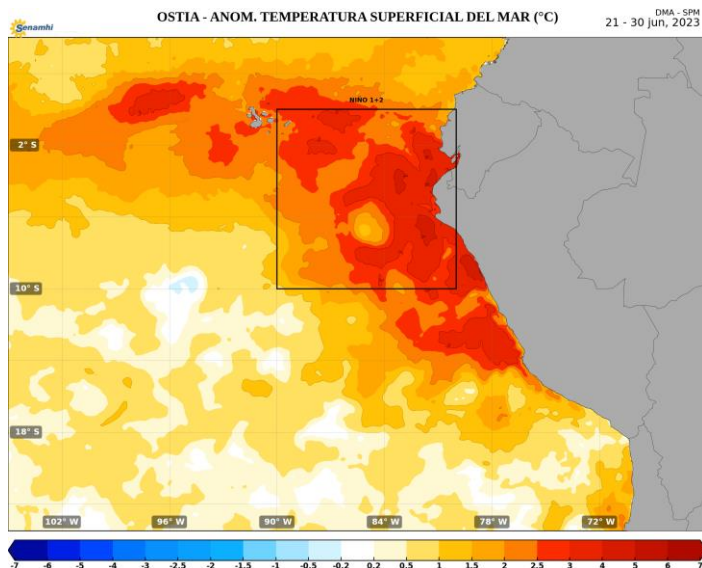 Senamhi
OSTIA - ANOM. TEMPERATURA SUPERFICIAL DEL MAR (°C)
DMA - SPM
21 - 30 jun, 2023
NIÑO 1+2
2° S
10° S
18° S
102° W 96° W 90° W 84° W 78° W 72° W
-7 -6 -5 -4 -3 -2.5 -2 -1.5 -1 -0.5 -0.2 0.2 0.5 1 1.5 2 2.5 3 4 5 6 7